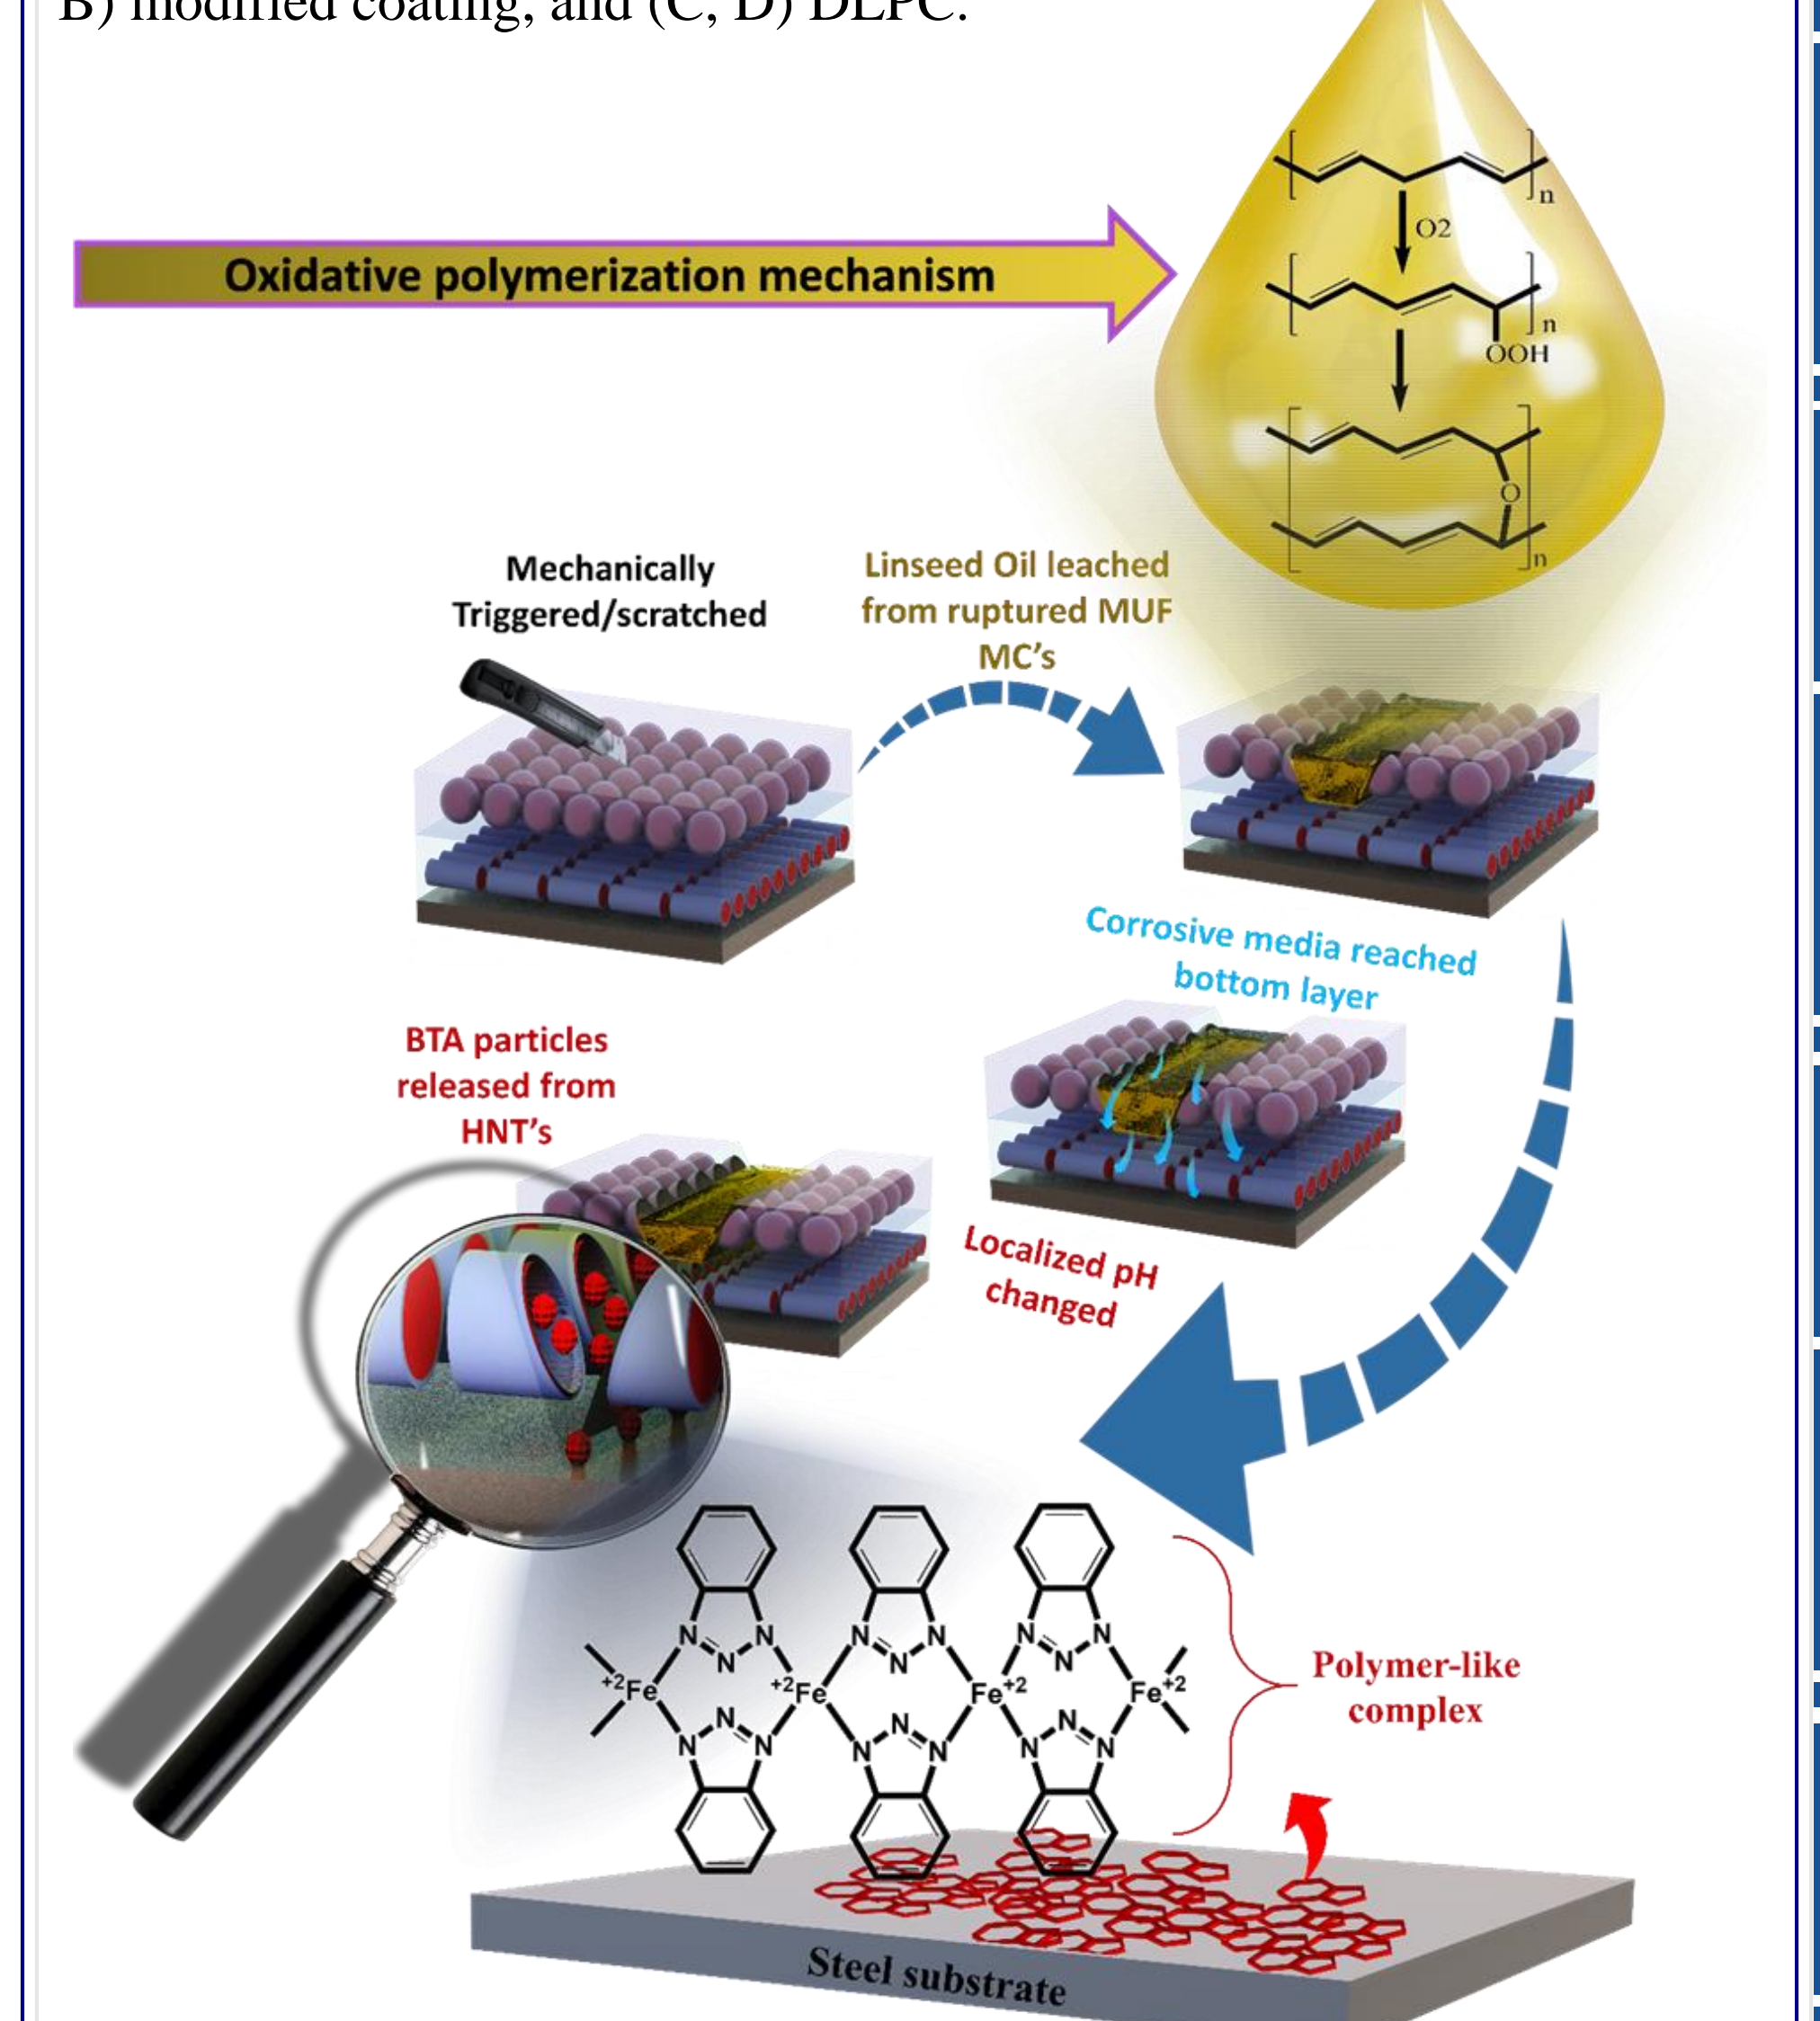 B) modified coating, and (C, D) DLPC.
n
O2
Oxidative polymerization mechanism
n
OOH
O
n
Mechanically
Triggered/scratched
Linseed Oil leached
from ruptured MUF
MC's
Corrosive media reached
bottom layer
BTA particles
released from
HNT's
Localized pH
changed
N N N N N N
N N N
+2Fe +2Fe Fe+2 Fe+2
N N N
N N N N N N
Polymer-like
complex
Steel substrate